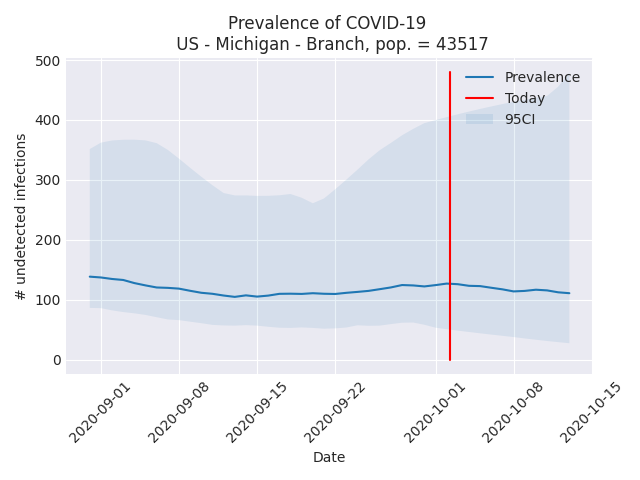 Prevalence of COVID-19
US - Michigan - Branch, pop. = 43517
# undetected infections
500
400
300
200
100
0
Prevalence
Today
95CI
2020-09-01
2020-09-08
2020-09-15
2020-09-22
2020-10-01
2020-10-08
2020-10-15
Date